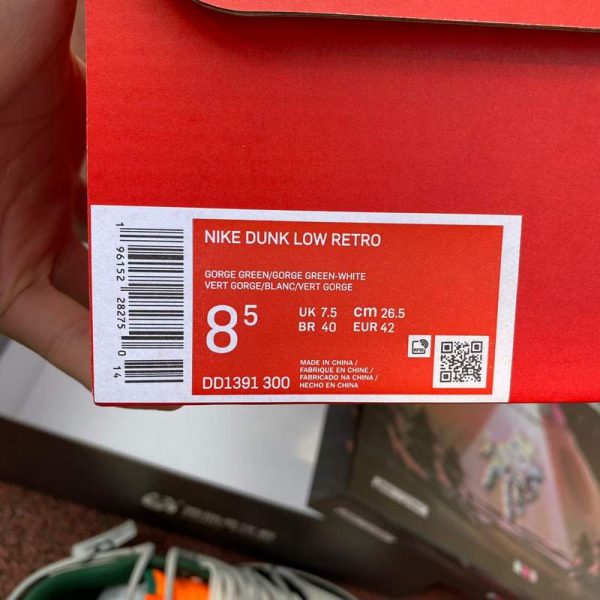 NIKE DUNK LOW RETRO
GORGE GREEN/GORGE GREEN-WHITE
VERT GORGE/BLANC/VERT GORGE
8 5
UK 7.5 cm 26.5
BR 40 EUR 42
MADE IN CHINA /
FABRIQUE EN CHINE /
FABRICADO NA CHINA /
HECHO EN CHINA
DD1391 300
1 96152 28275 0 14